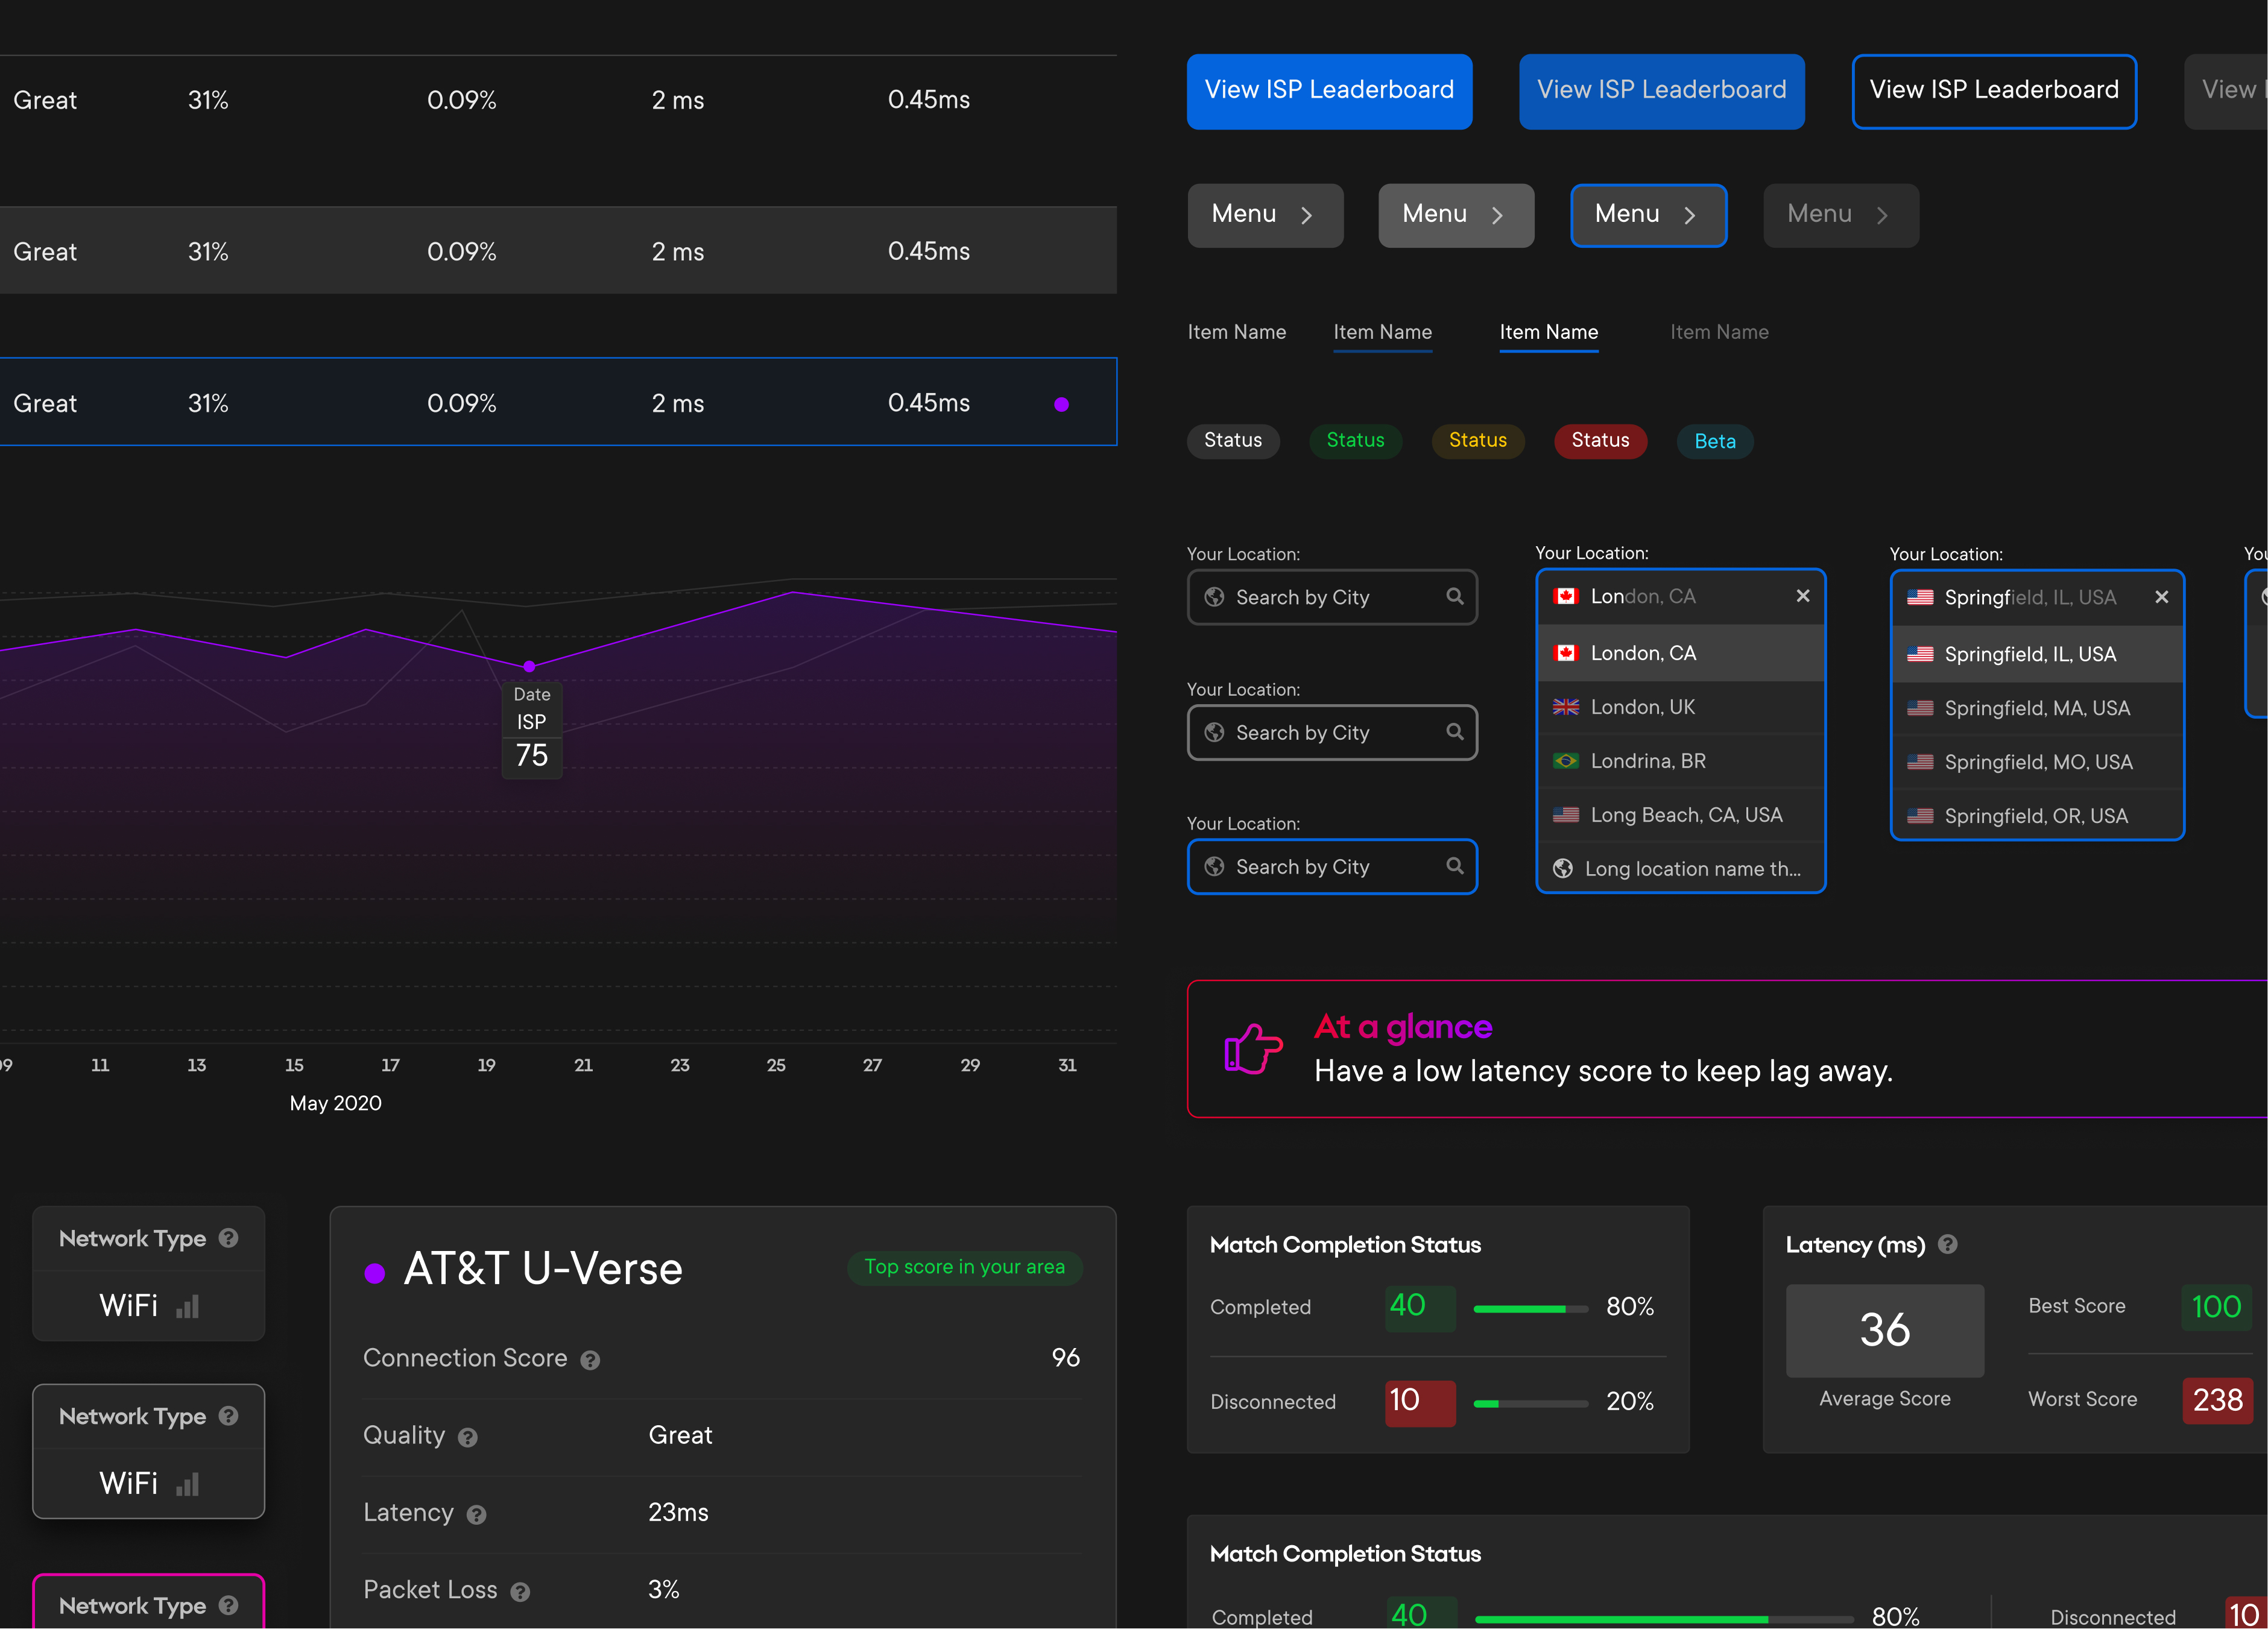 Great 31% 0.09% 2 ms 0.45ms
Great 31% 0.09% 2 ms 0.45ms
Great 31% 0.09% 2 ms 0.45ms
Date
ISP
75
09 11 13 15 17 19 21 23 25 27 29 31
May 2020
View ISP Leaderboard View ISP Leaderboard View ISP Leaderboard View
Menu Menu Menu Menu
Item Name Item Name Item Name Item Name
Status Status Status Status Beta
Your Location:
Search by City
Your Location:
Search by City
Your Location:
Search by City
Your Location:
London, CA
London, CA
London, UK
Londrina, BR
Long Beach, CA, USA
Long location name th...
Your Location:
Springfield, IL, USA
Springfield, IL, USA
Springfield, MA, USA
Springfield, MO, USA
Springfield, OR, USA
At a glance
Have a low latency score to keep lag away.
Network Type
WiFi
Network Type
WiFi
Network Type
AT&T U-Verse Top score in your area
Connection Score 96
Quality Great
Latency 23ms
Packet Loss 3%
Match Completion Status
Completed 40 80%
Disconnected 10 20%
Latency (ms)
36
Average Score
Best Score 100
Worst Score 238
Match Completion Status
Completed 40 80% Disconnected 10